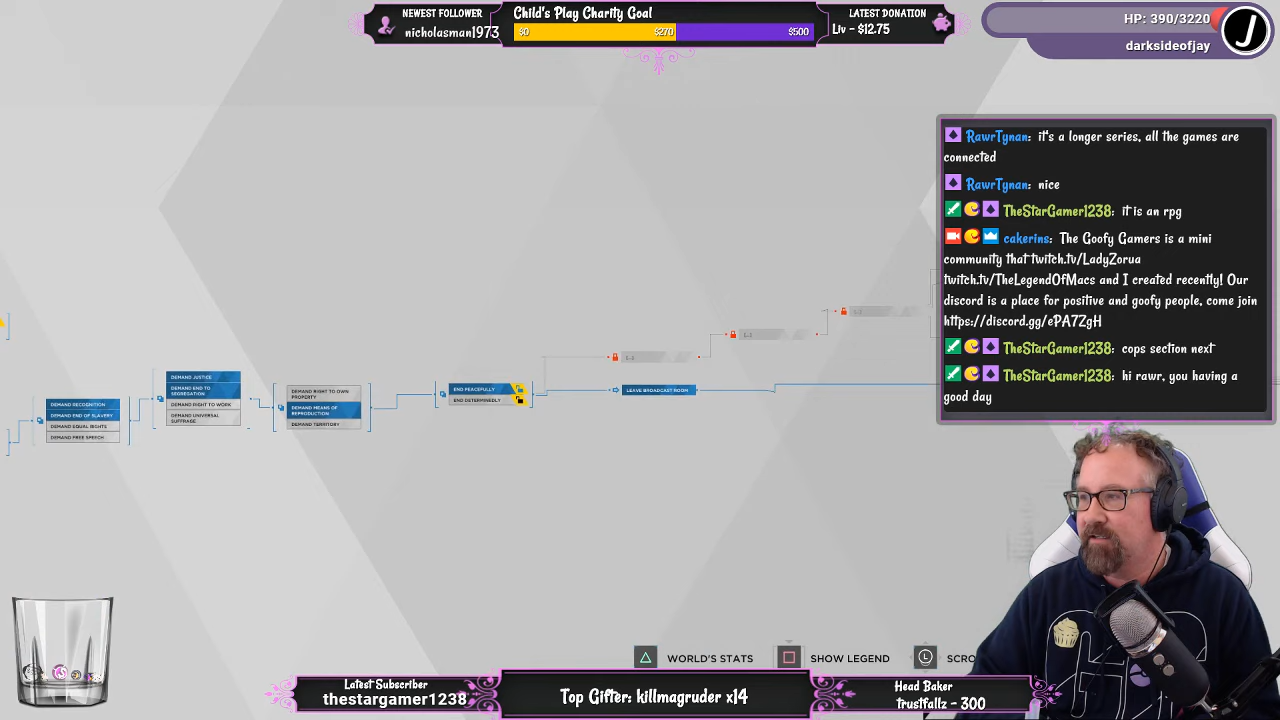 NEWEST FOLLOWER
nicholasman1973
Child's Play Charity Goal
$0
$270
$500
LATEST DONATION
Liv - $12.75
HP: 390/3220
darksideofjay
J
RawrTynan: it's a longer series, all the games are
connected
RawrTynan: nice
TheStarGamer1238: it is an rpg
cakerins: The Goofy Gamers is a mini
community that twitch.tv/LadyZorua
twitch.tv/TheLegendOfMacs and I created recently! Our
discord is a place for positive and goofy people, come join
https://discord.gg/ePA7ZgH
TheStarGamer1238: cops section next
TheStarGamer1238: hi rawr, you having a
good day
DEMAND RECOGNITION
DEMAND END OF SLAVERY
DEMAND EQUAL RIGHTS
DEMAND FREE SPEECH
DEMAND JUSTICE
DEMAND END TO
SEGREGATION
DEMAND RIGHT TO WORK
DEMAND UNIVERSAL
SUFFRAGE
DEMAND RIGHT TO OWN
PROPERTY
DEMAND MEANS OF
REPRODUCTION
DEMAND TERRITORY
END PEACEFULLY
END DETERMINEDLY
LEAVE BROADCAST ROOM
WORLD'S STATS
SHOW LEGEND
L
SCRO
Latest Subscriber
thestargamer1238
Top Gifter: killmagruder x14
Head Baker
trustfallz - 300